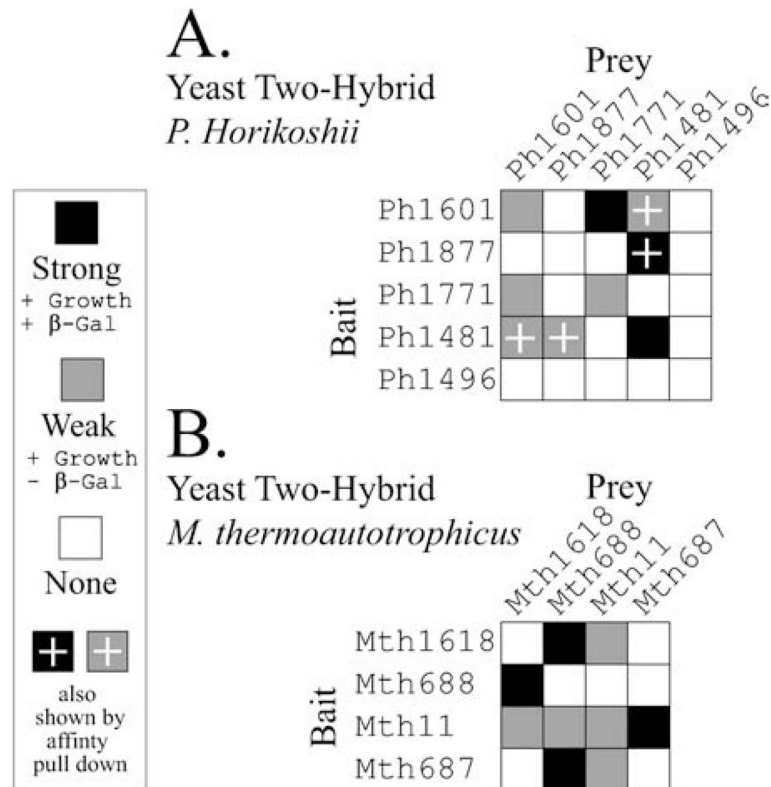 A.
Yeast Two-Hybrid
P. Horikoshii
Prey
Ph1601
Ph1877
Ph1771
Ph1481
Ph1496
Bait
Ph1601
Ph1877
Ph1771
Ph1481
Ph1496
Strong
+ Growth
+ β-Gal
Weak
+ Growth
- β-Gal
None
also
shown by
affinty
pull down
B.
Yeast Two-Hybrid
M. thermoautotrophicus
Prey
Mth1618
Mth688
Mth11
Mth687
Bait
Mth1618
Mth688
Mth11
Mth687